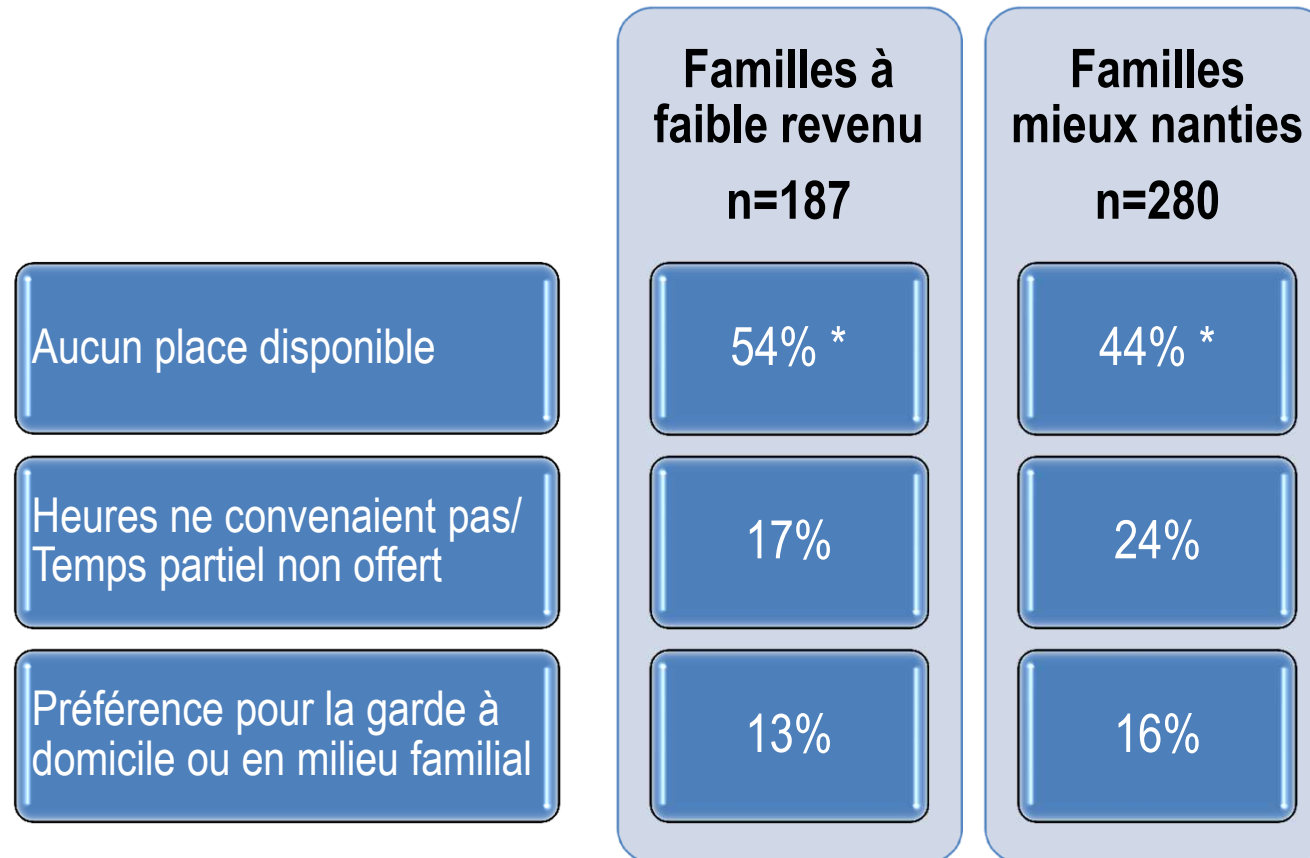 Familles à
faible revenu
n=187
Familles
mieux nanties
n=280
Aucun place disponible
54% *
44% *
Heures ne convenaient pas/
Temps partiel non offert
17%
24%
Préférence pour la garde à
domicile ou en milieu familial
13%
16%